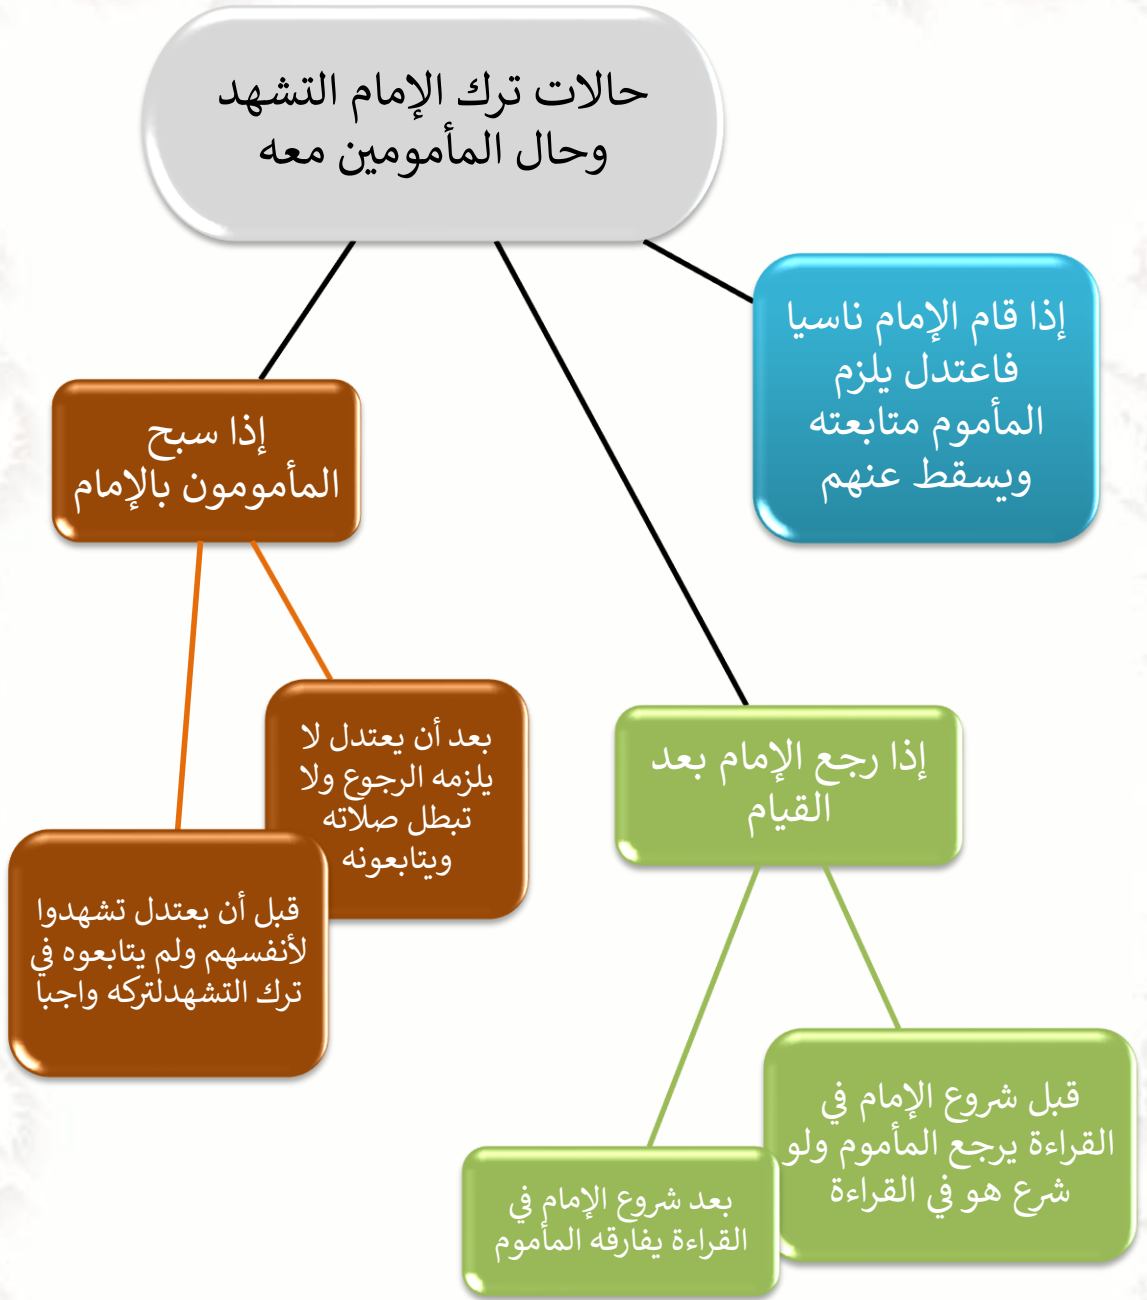 حالات ترك الإمام التشهد
وحال المأمومين معه
إذا قام الإمام ناسيا
فاعتدل يلزم
المأموم متابعته
ويسقط عنهم
إذا سبح
المأمومون بالإمام
بعد أن يعتدل لا
يلزمه الرجوع ولا
تبطل صلاته
ويتابعونه
قبل أن يعتدل تشهدوا
لأنفسهم ولم يتابعوه في
ترك التشهدلتركه واجبا
إذا رجع الإمام بعد
القيام
قبل شروع الإمام في
القراءة يرجع المأموم ولو
شرع هو في القراءة
بعد شروع الإمام في
القراءة يفارقه المأموم